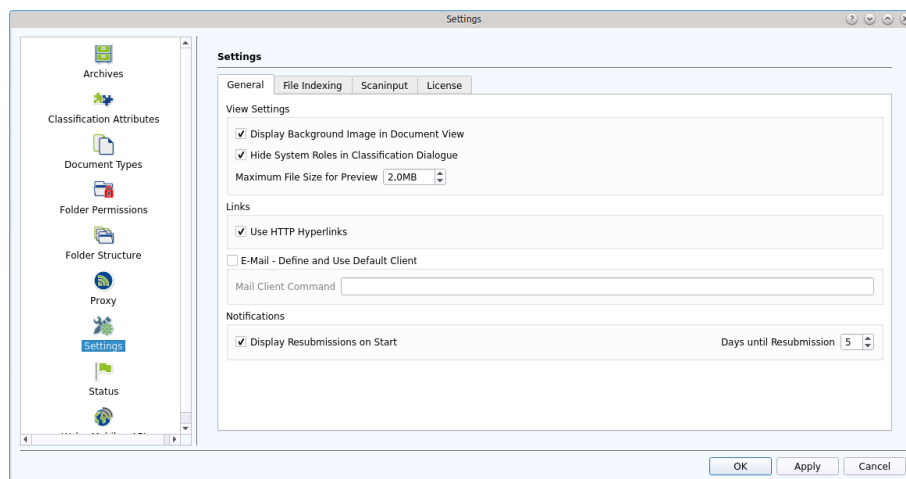 Settings
Archives
Classification Attributes
Document Types
Folder Permissions
Folder Structure
Proxy
Settings
Status
Settings
General File Indexing Scaninput License
View Settings
Display Background Image in Document View
Hide System Roles in Classification Dialogue
Maximum File Size for Preview 2,0MB
Links
Use HTTP Hyperlinks
E-Mail - Define and Use Default Client
Mail Client Command
Notifications
Display Resubmissions on Start Days until Resubmission 5
OK Apply Cancel